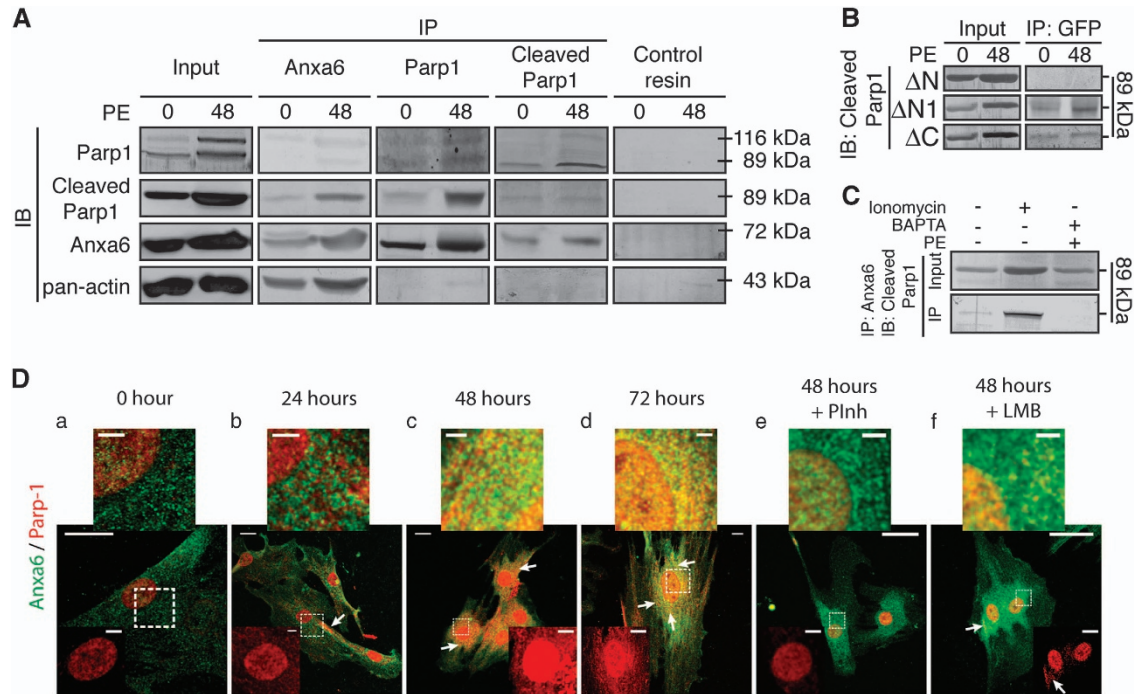 A
IP
Input Anxa6 Parp1 Cleaved Parp1 Control resin
PE 0 48 0 48 0 48 0 48 0 48
IB
Parp1 116 kDa
89 kDa
Cleaved Parp1 89 kDa
Anxa6 72 kDa
pan-actin 43 kDa
B
Input IP: GFP
PE 0 48 0 48
IB: Cleaved Parp1
ΔN
ΔN1
ΔC
89 kDa
C
Ionomycin - + -
BAPTA - - +
PE - - +
IP: Anxa6
IB: Cleaved Parp1
Input
IP
89 kDa
D
0 hour 24 hours 48 hours 72 hours 48 hours + PInh 48 hours + LMB
a b c d e f
Anxa6 / Parp-1